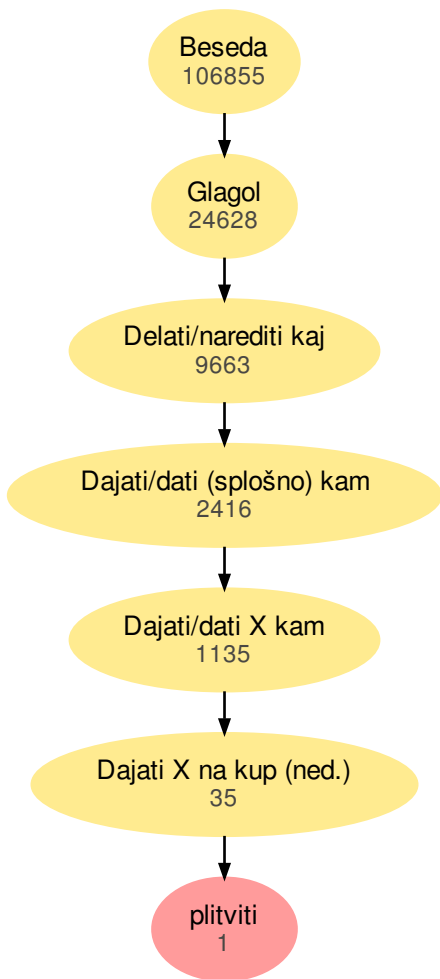 Beseda
106855
Glagol
24628
Delati/narediti kaj
9663
Dajati/dati (splošno) kam
2416
Dajati/dati X kam
1135
Dajati X na kup (ned.)
35
plitviti
1